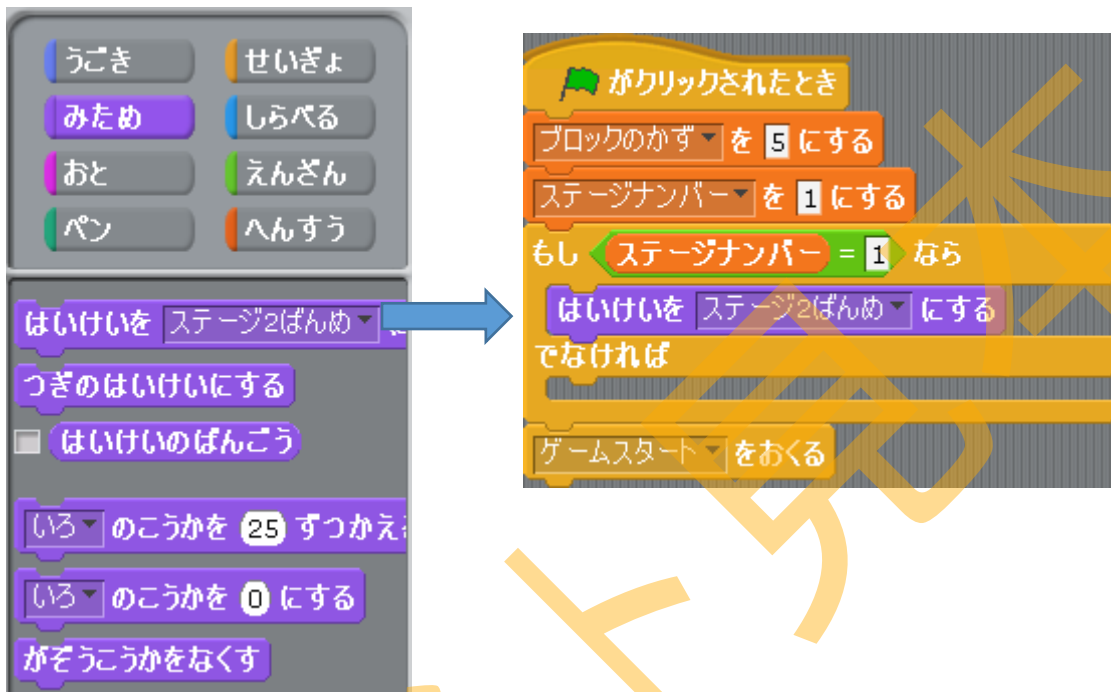 うごき せいぎょ
みため しらべる
おと えんざん
ペン へんすう
はいけいを ステージ2ばんめ
つぎのはいけいにする
はいけいのばんごう
いろ のこうかを 25 ずつかえ
いろ のこうかを 0 にする
がぞうこうかをなくす
がクリックされたとき
ブロックのかず を 5 にする
ステージナンバー を 1 にする
もし ステージナンバー = 1 なら
はいけいを ステージ2ばんめ にする
でなければ
ゲームスタート をおくる